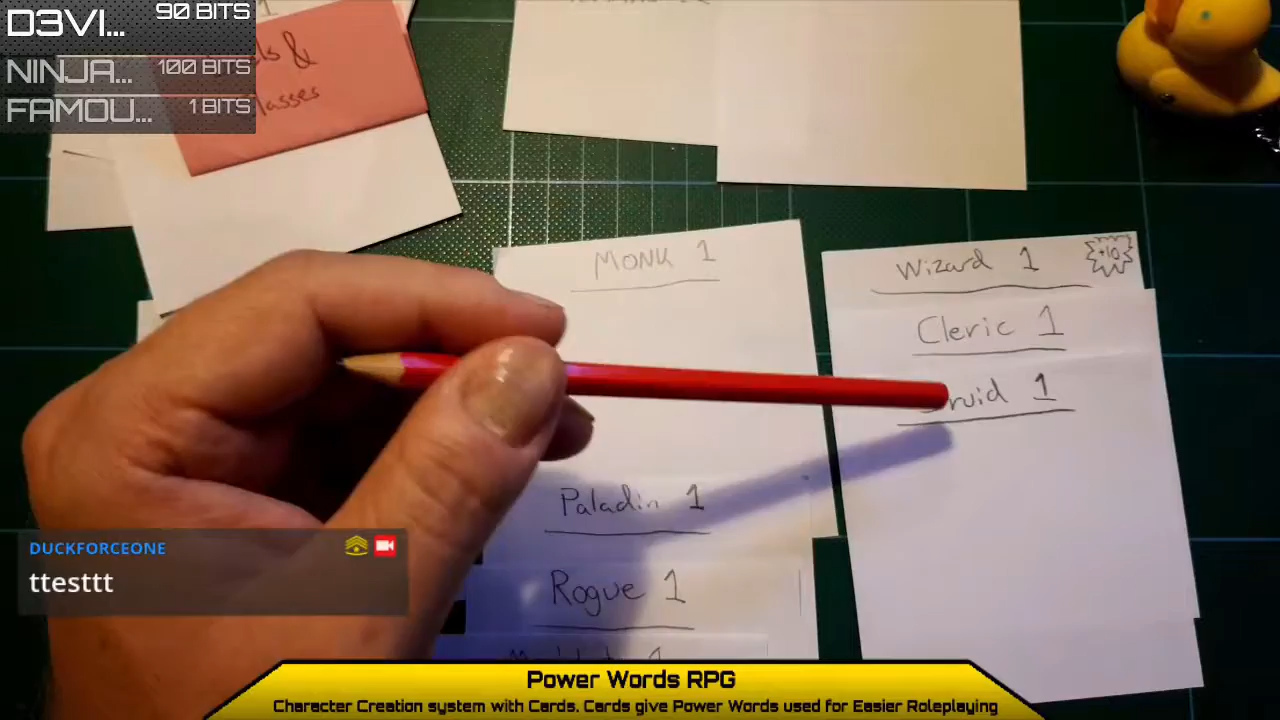 D3VI... 90 BITS
NINJA... 100 BITS
FAMOU... 1 BITS
&
MONK 1
Wizard 1 +10
Cleric 1
Druid 1
Paladin 1
Rogue 1
DUCKFORCEONE
ttesttt
Power Words RPG
Character Creation system with Cards. Cards give Power Words used for Easier Roleplaying